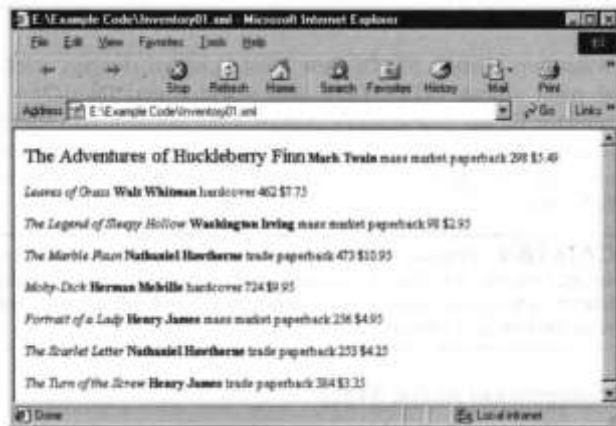 E:\Example Code\Inventory01.xml - Microsoft Internet Explorer
File Edit View Favorites Tools Help
Stop Refresh Home Search Favorites History Mail Print
Address E:\Example Code\Inventory01.xml Go Links
The Adventures of Huckleberry Finn Mark Twain mass market paperback 298 $5.49
Leaves of Grass Walt Whitman hardcover 462 $7.75
The Legend of Sleepy Hollow Washington Irving mass market paperback 98 $2.95
The Marble Faun Nathaniel Hawthorne trade paperback 473 $10.95
Moby-Dick Herman Melville hardcover 724 $9.95
Portrait of a Lady Henry James mass market paperback 256 $4.95
The Scarlet Letter Nathaniel Hawthorne trade paperback 253 $4.25
The Turn of the Screw Henry James trade paperback 384 $3.35
Done Local intranet